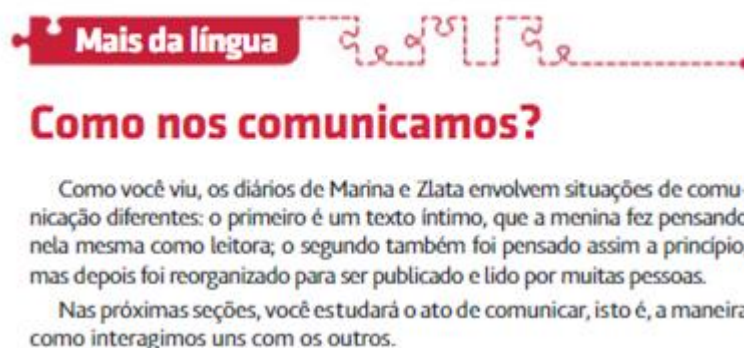 Mais da língua
Como nos comunicamos?
Como você viu, os diários de Marina e Zlata envolvem situações de comu-
nicação diferentes: o primeiro é um texto íntimo, que a menina fez pensando
nela mesma como leitora; o segundo também foi pensado assim a princípio,
mas depois foi reorganizado para ser publicado e lido por muitas pessoas.
Nas próximas seções, você estudará o ato de comunicar, isto é, a maneira
como interagimos uns com os outros.